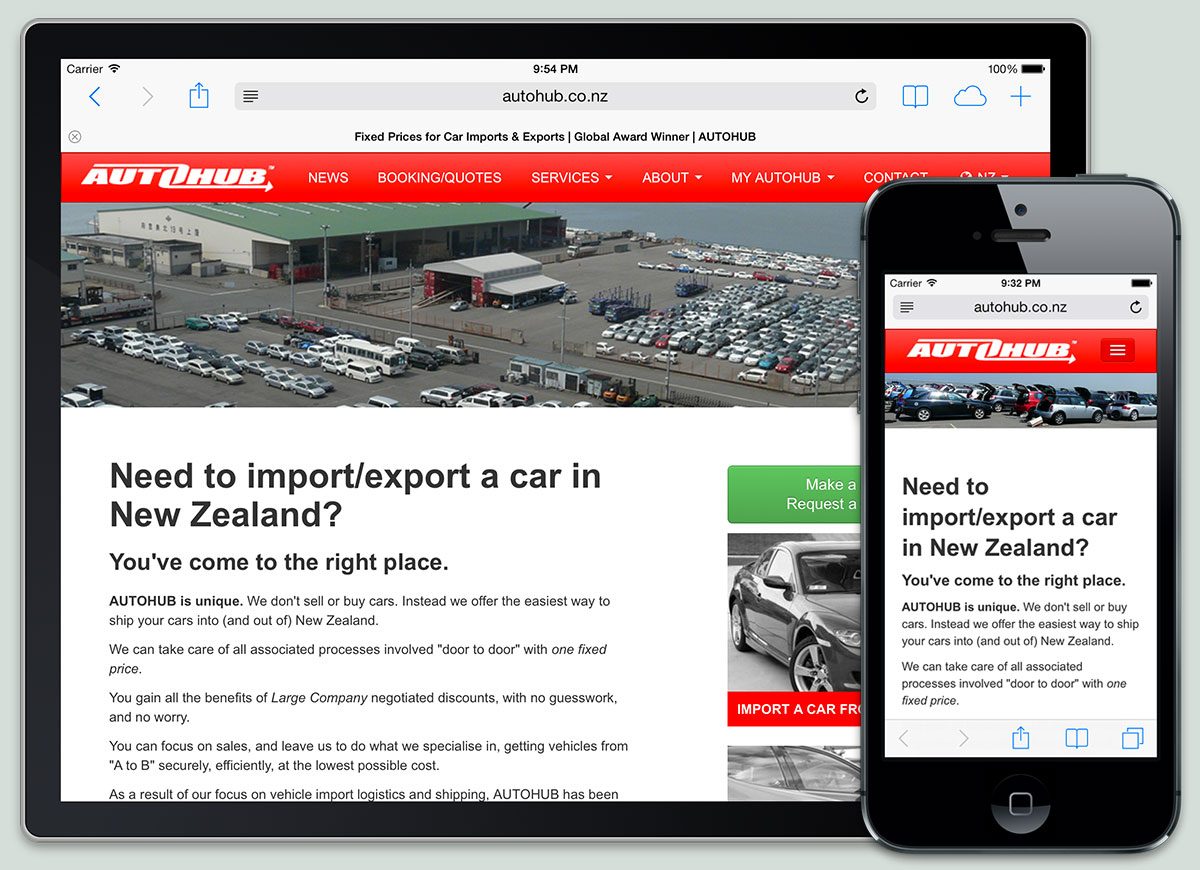 Carrier 9:54 PM 100%
autohub.co.nz
Fixed Prices for Car Imports & Exports | Global Award Winner | AUTOHUB
AUTOHUB™ NEWS BOOKING/QUOTES SERVICES ABOUT MY AUTOHUB CONTACT NZ
Need to import/export a car in
New Zealand?
You've come to the right place.
AUTOHUB is unique. We don't sell or buy cars. Instead we offer the easiest way to
ship your cars into (and out of) New Zealand.
We can take care of all associated processes involved "door to door" with one fixed
price.
You gain all the benefits of Large Company negotiated discounts, with no guesswork,
and no worry.
You can focus on sales, and leave us to do what we specialise in, getting vehicles from
"A to B" securely, efficiently, at the lowest possible cost.
As a result of our focus on vehicle import logistics and shipping, AUTOHUB has been
Make a
Request a
IMPORT A CAR FRO
Carrier 9:32 PM
autohub.co.nz
AUTOHUB™
Need to
import/export a car
in New Zealand?
You've come to the right place.
AUTOHUB is unique. We don't sell or buy
cars. Instead we offer the easiest way to
ship your cars into (and out of) New Zealand.
We can take care of all associated
processes involved "door to door" with one
fixed price.